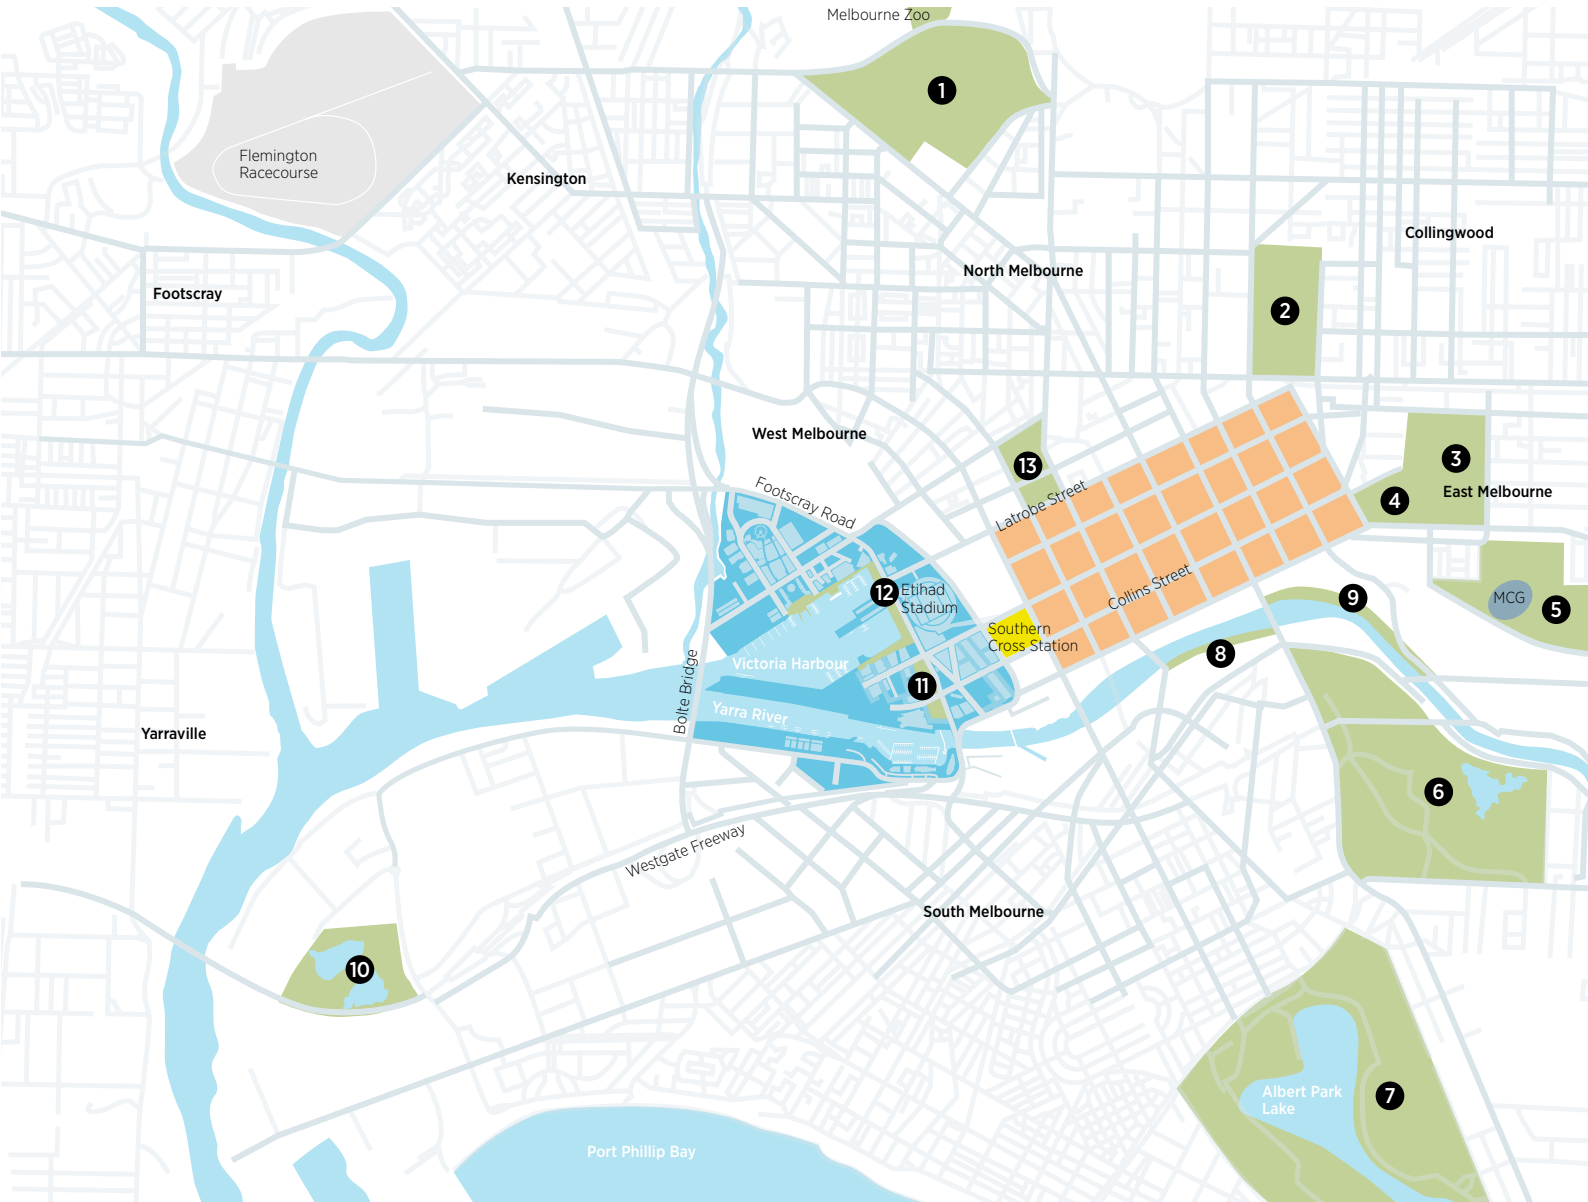 Melbourne Zoo
1
Flemington
Racecourse
Kensington
Collingwood
North Melbourne
Footscray
2
West Melbourne
3
13
East Melbourne
4
Latrobe Street
Footscray Road
Collins Street
12
Etihad
Stadium
9
MCG
5
Southern
Cross Station
8
Victoria Harbour
11
Bolte Bridge
Yarra River
Yarraville
6
Westgate Freeway
South Melbourne
10
Albert Park
Lake
7
Port Phillip Bay